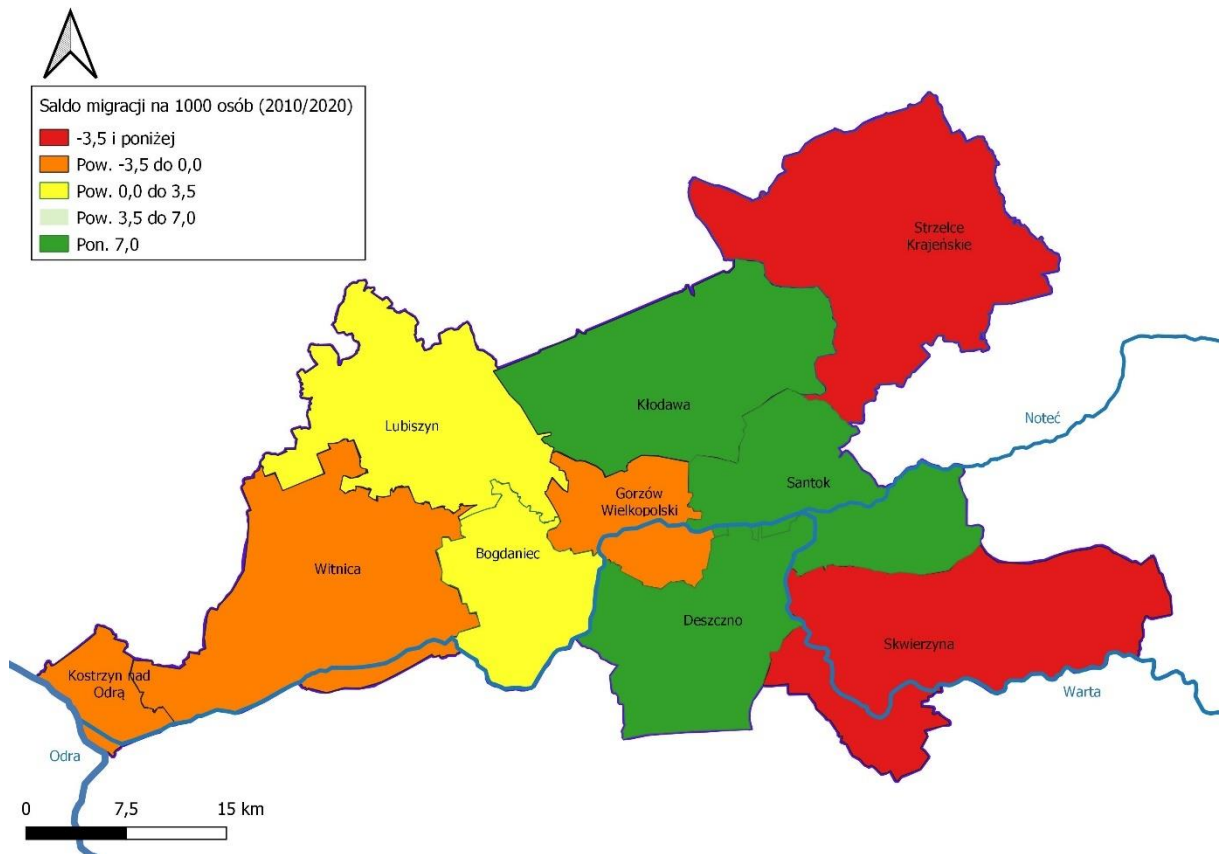 Saldo migracji na 1000 osób (2010/2020)
-3,5 i poniżej
Pow. -3,5 do 0,0
Pow. 0,0 do 3,5
Pow. 3,5 do 7,0
Pon. 7,0
Strzelce
Krajeńskie
Kłodawa
Lubiszyn
Noteć
Santok
Gorzów
Wielkopolski
Bogdaniec
Witnica
Deszczno
Skwierzyna
Kostrzyn nad
Odrą
Warta
Odra
0 7,5 15 km